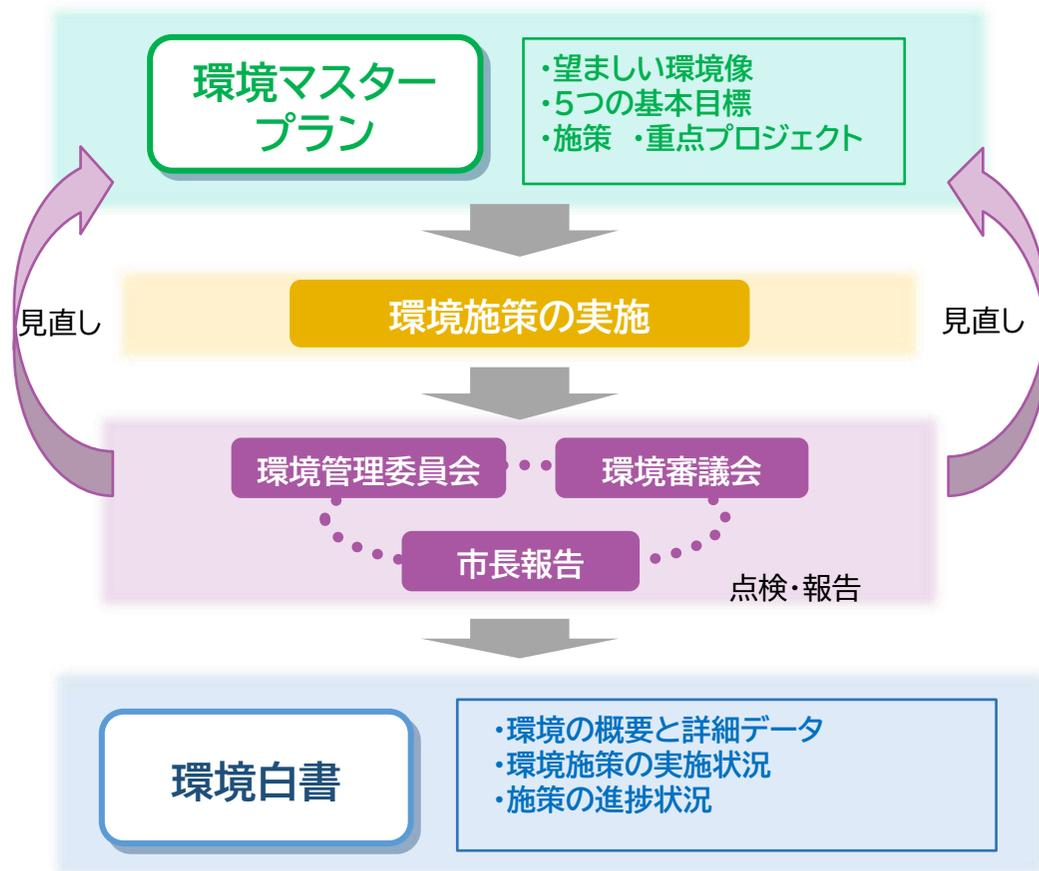 環境マスター
プラン
・望ましい環境像
・5つの基本目標
・施策 ・重点プロジェクト
見直し
環境施策の実施
見直し
環境管理委員会
環境審議会
市長報告
点検・報告
環境白書
・環境の概要と詳細データ
・環境施策の実施状況
・施策の進捗状況